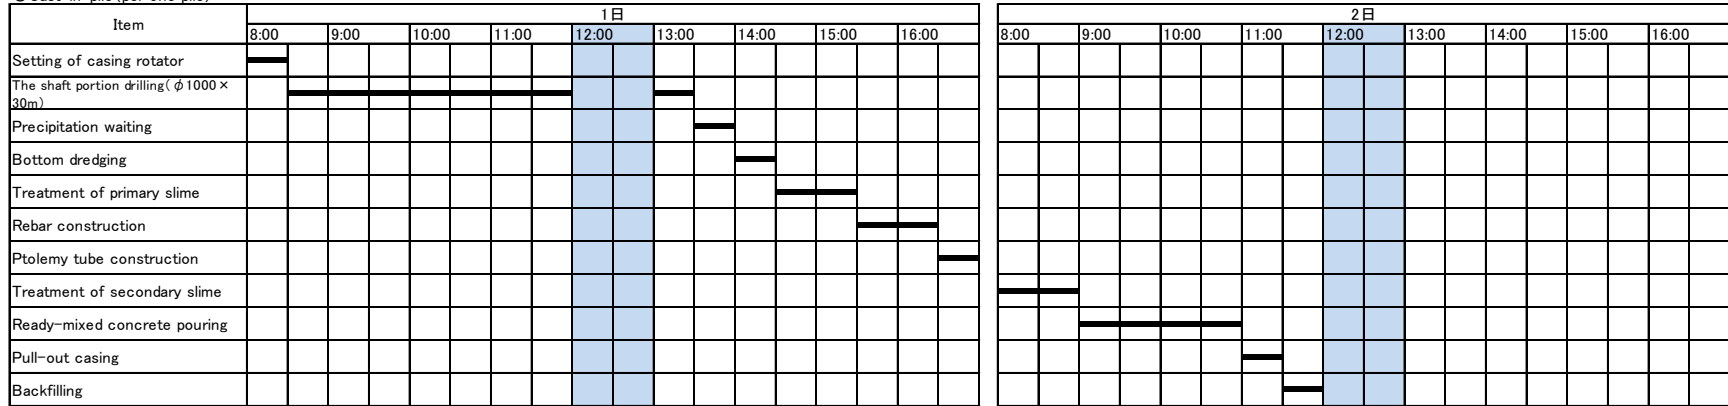 Item
1日
2日
8:00 9:00 10:00 11:00 12:00 13:00 14:00 15:00 16:00
8:00 9:00 10:00 11:00 12:00 13:00 14:00 15:00 16:00
Setting of casing rotator
The shaft portion drilling(φ1000×
30m)
Precipitation waiting
Bottom dredging
Treatment of primary slime
Rebar construction
Ptolemy tube construction
Treatment of secondary slime
Ready-mixed concrete pouring
Pull-out casing
Backfilling